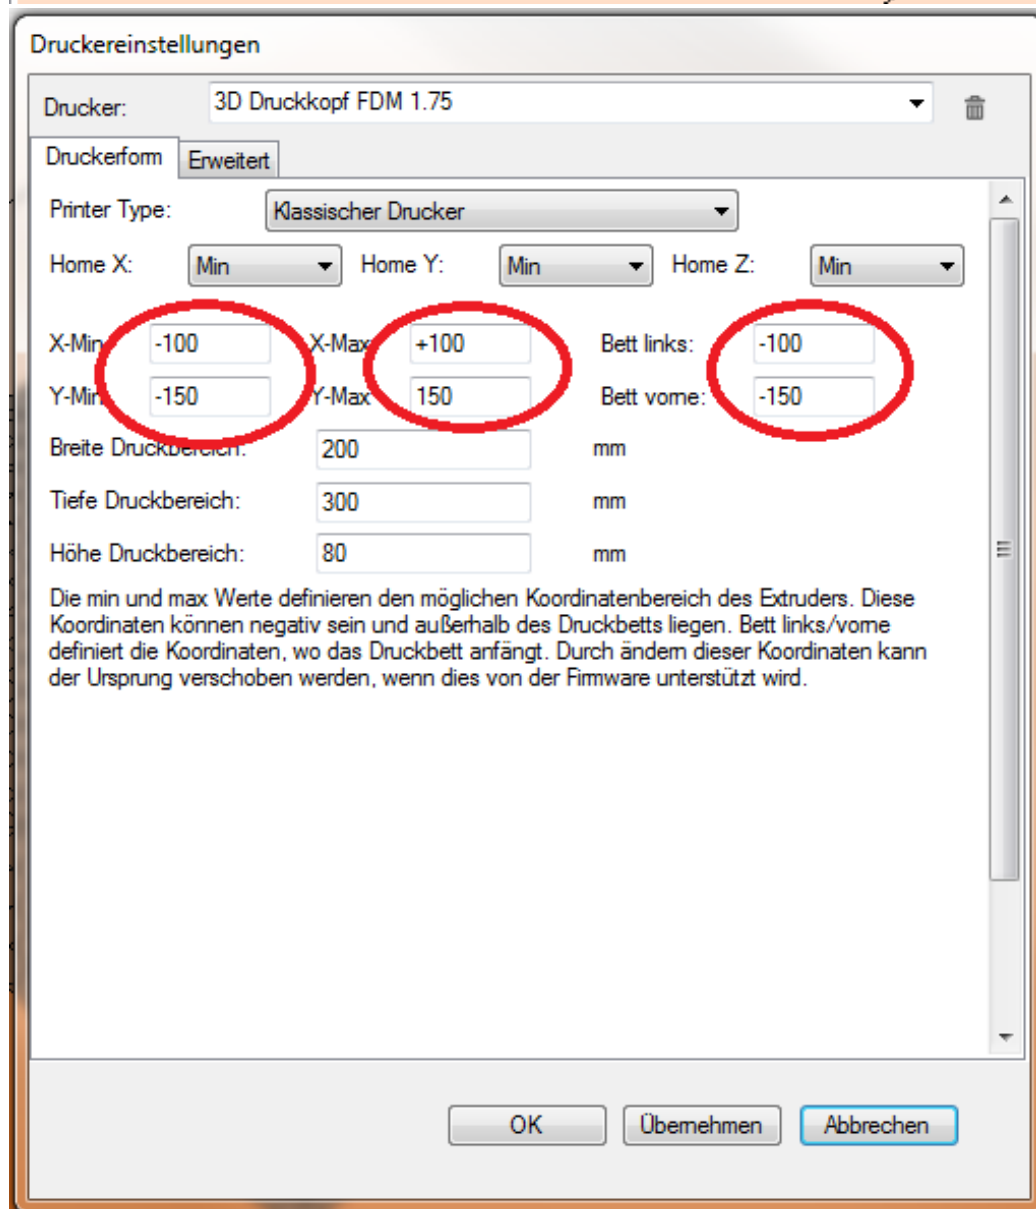 Druckereinstellungen
Drucker: 3D Druckkopf FDM 1.75
Druckerform Erweitert
Printer Type: Klassischer Drucker
Home X: Min Home Y: Min Home Z: Min
X-Min -100 X-Max +100 Bett links: -100
Y-Min -150 Y-Max 150 Bett vorne: -150
Breite Druckbereich: 200 mm
Tiefe Druckbereich: 300 mm
Höhe Druckbereich: 80 mm
Die min und max Werte definieren den möglichen Koordinatenbereich des Extruders. Diese
Koordinaten können negativ sein und außerhalb des Druckbetts liegen. Bett links/vorne
definiert die Koordinaten, wo das Druckbett anfängt. Durch ändern dieser Koordinaten kann
der Ursprung verschoben werden, wenn dies von der Firmware unterstützt wird.
OK Übernehmen Abbrechen